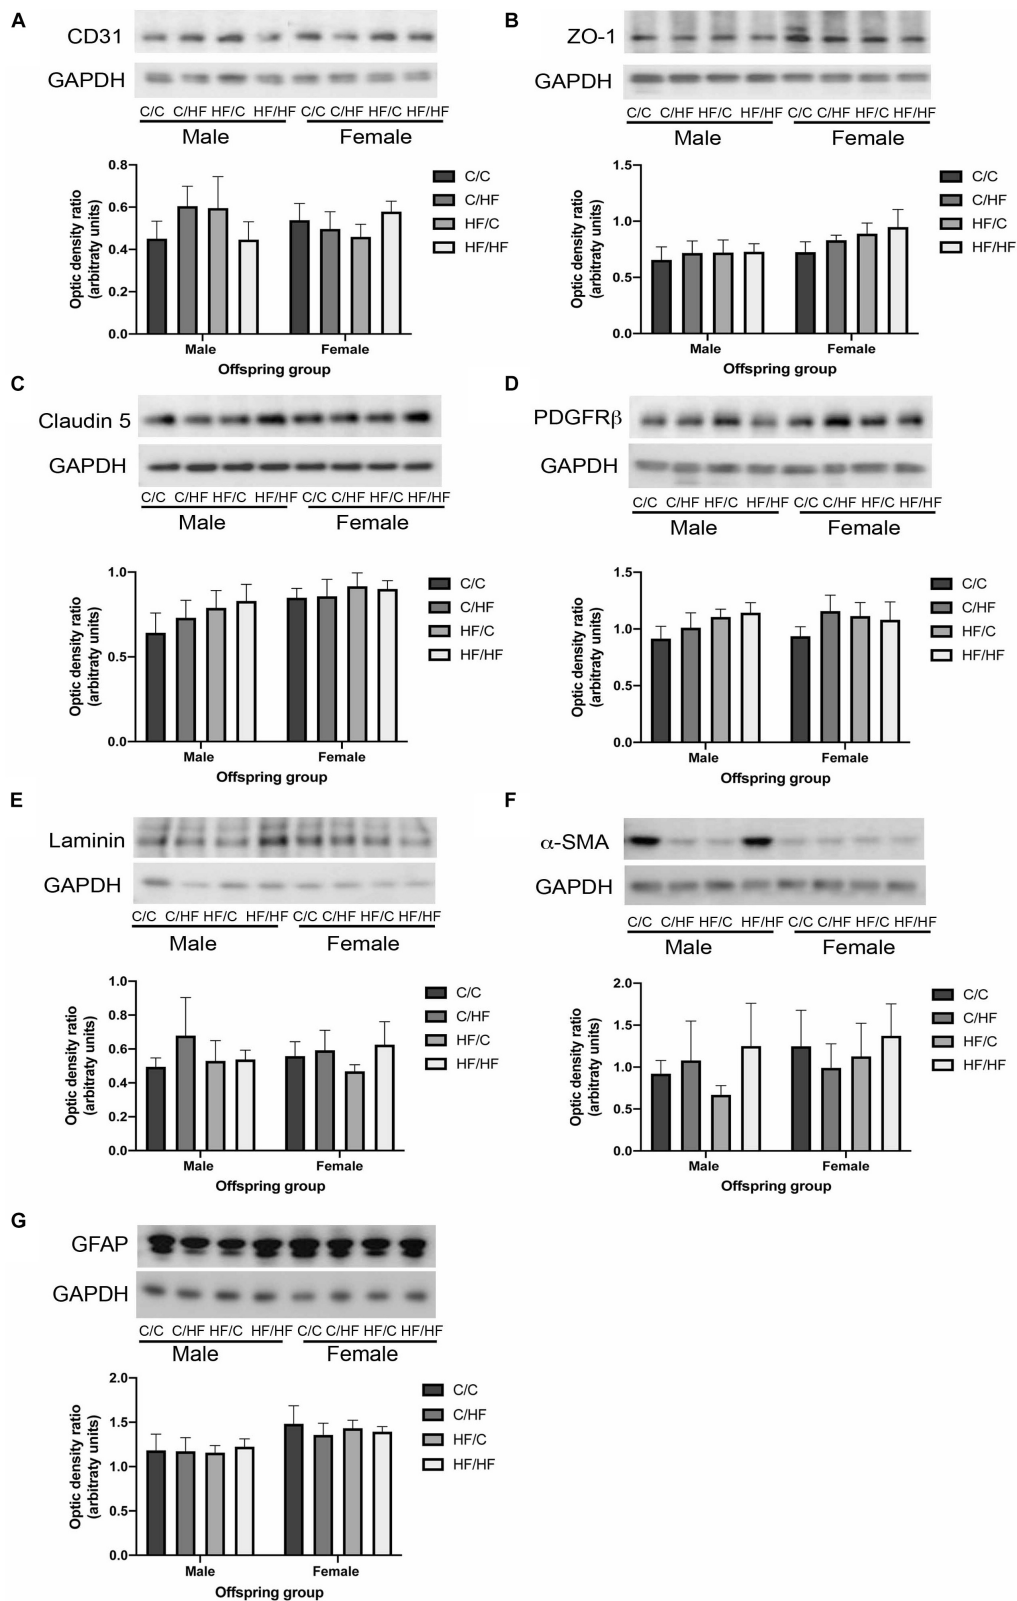 A
CD31
GAPDH
C/C C/HF HF/C HF/HF C/C C/HF HF/C HF/HF
Male Female
0.8
0.6
0.4
0.2
0.0
Optic density ratio
(arbitraty units)
Male Female
Offspring group
C/C
C/HF
HF/C
HF/HF
B
ZO-1
GAPDH
C/C C/HF HF/C HF/HF C/C C/HF HF/C HF/HF
Male Female
1.5
1.0
0.5
0.0
Optic density ratio
(arbitraty units)
Male Female
Offspring group
C/C
C/HF
HF/C
HF/HF
C
Claudin 5
GAPDH
C/C C/HF HF/C HF/HF C/C C/HF HF/C HF/HF
Male Female
1.0
0.5
0.0
Optic density ratio
(arbitraty units)
Male Female
Offspring group
C/C
C/HF
HF/C
HF/HF
D
PDGFRβ
GAPDH
C/C C/HF HF/C HF/HF C/C C/HF HF/C HF/HF
Male Female
1.5
1.0
0.5
0.0
Optic density ratio
(arbitraty units)
Male Female
Offspring group
C/C
C/HF
HF/C
HF/HF
E
Laminin
GAPDH
C/C C/HF HF/C HF/HF C/C C/HF HF/C HF/HF
Male Female
1.0
0.8
0.6
0.4
0.2
0.0
Optic density ratio
(arbitraty units)
Male Female
Offspring group
C/C
C/HF
HF/C
HF/HF
F
α-SMA
GAPDH
C/C C/HF HF/C HF/HF C/C C/HF HF/C HF/HF
Male Female
2.0
1.5
1.0
0.5
0.0
Optic density ratio
(arbitraty units)
Male Female
Offspring group
C/C
C/HF
HF/C
HF/HF
G
GFAP
GAPDH
C/C C/HF HF/C HF/HF C/C C/HF HF/C HF/HF
Male Female
2.0
1.5
1.0
0.5
0.0
Optic density ratio
(arbitraty units)
Male Female
Offspring group
C/C
C/HF
HF/C
HF/HF